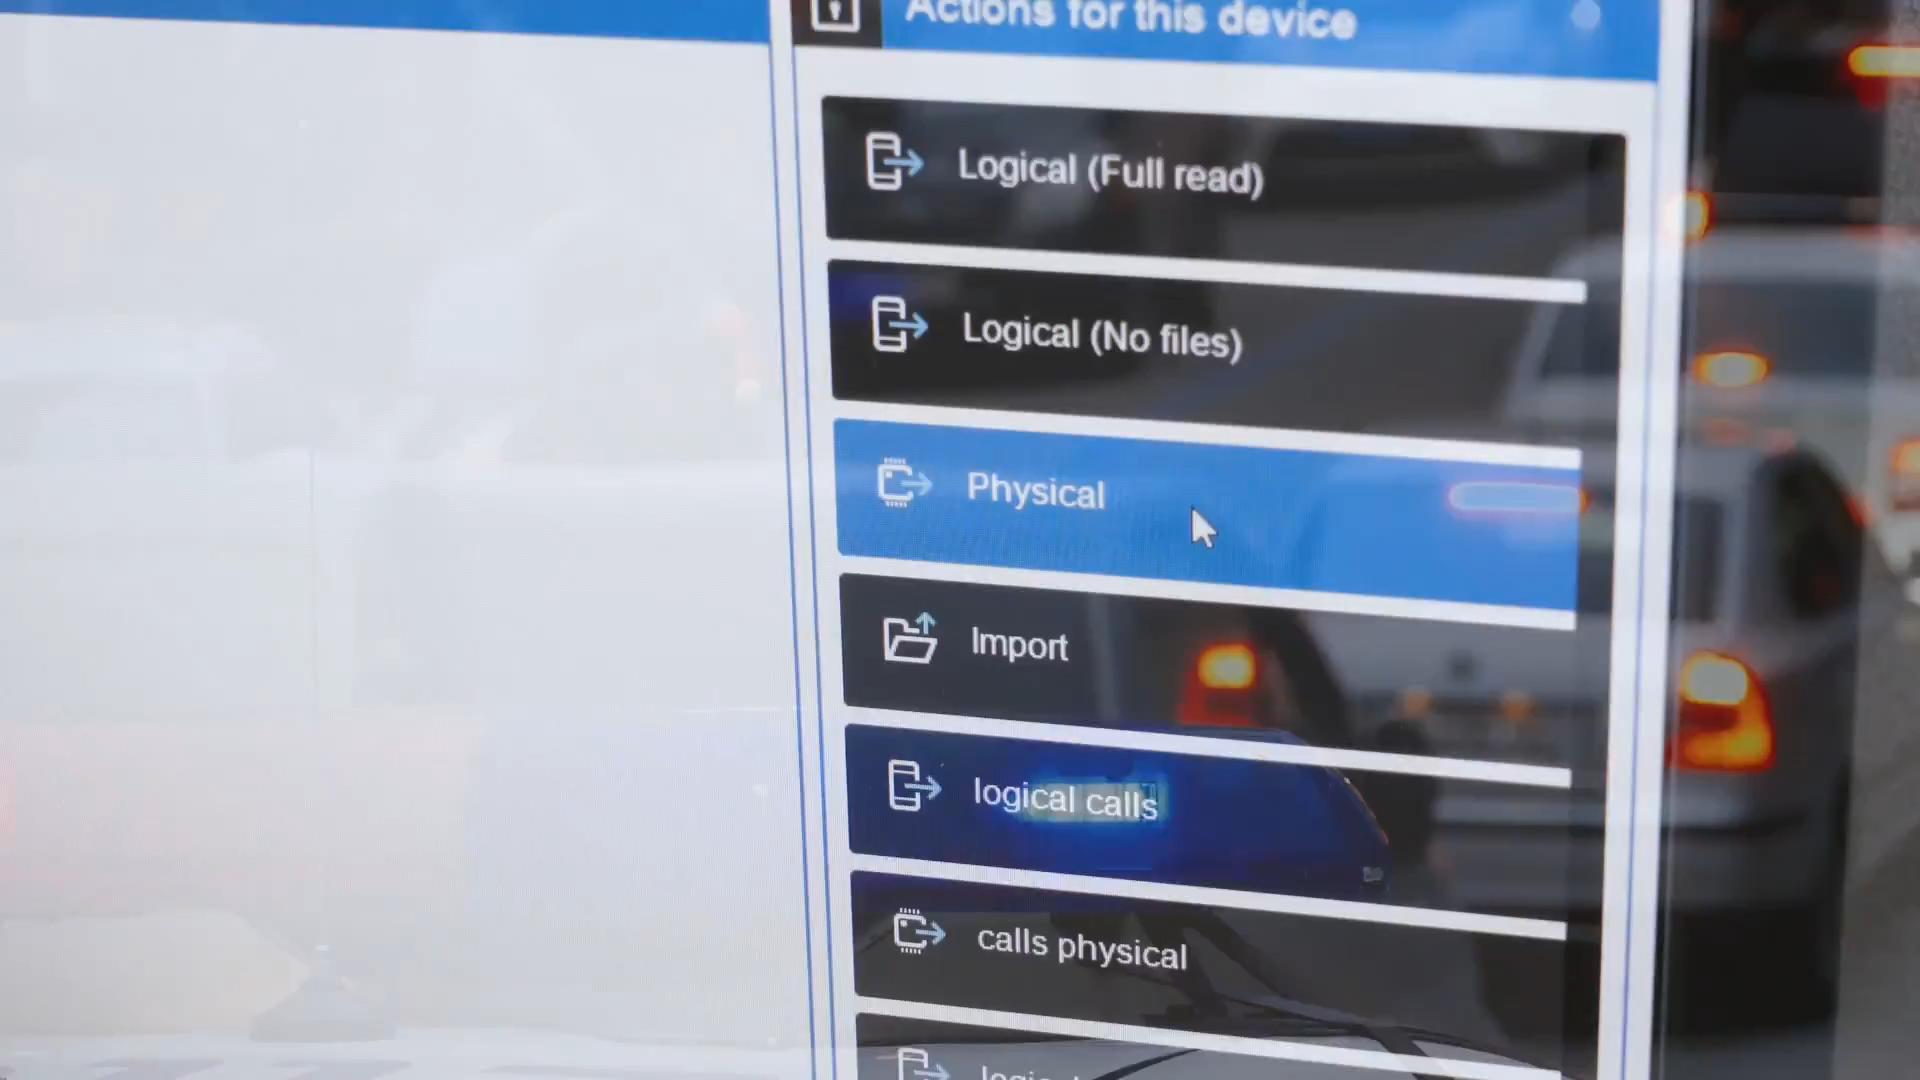 Actions for this device
Logical (Full read)
Logical (No files)
Physical
Import
logical calls
calls physical